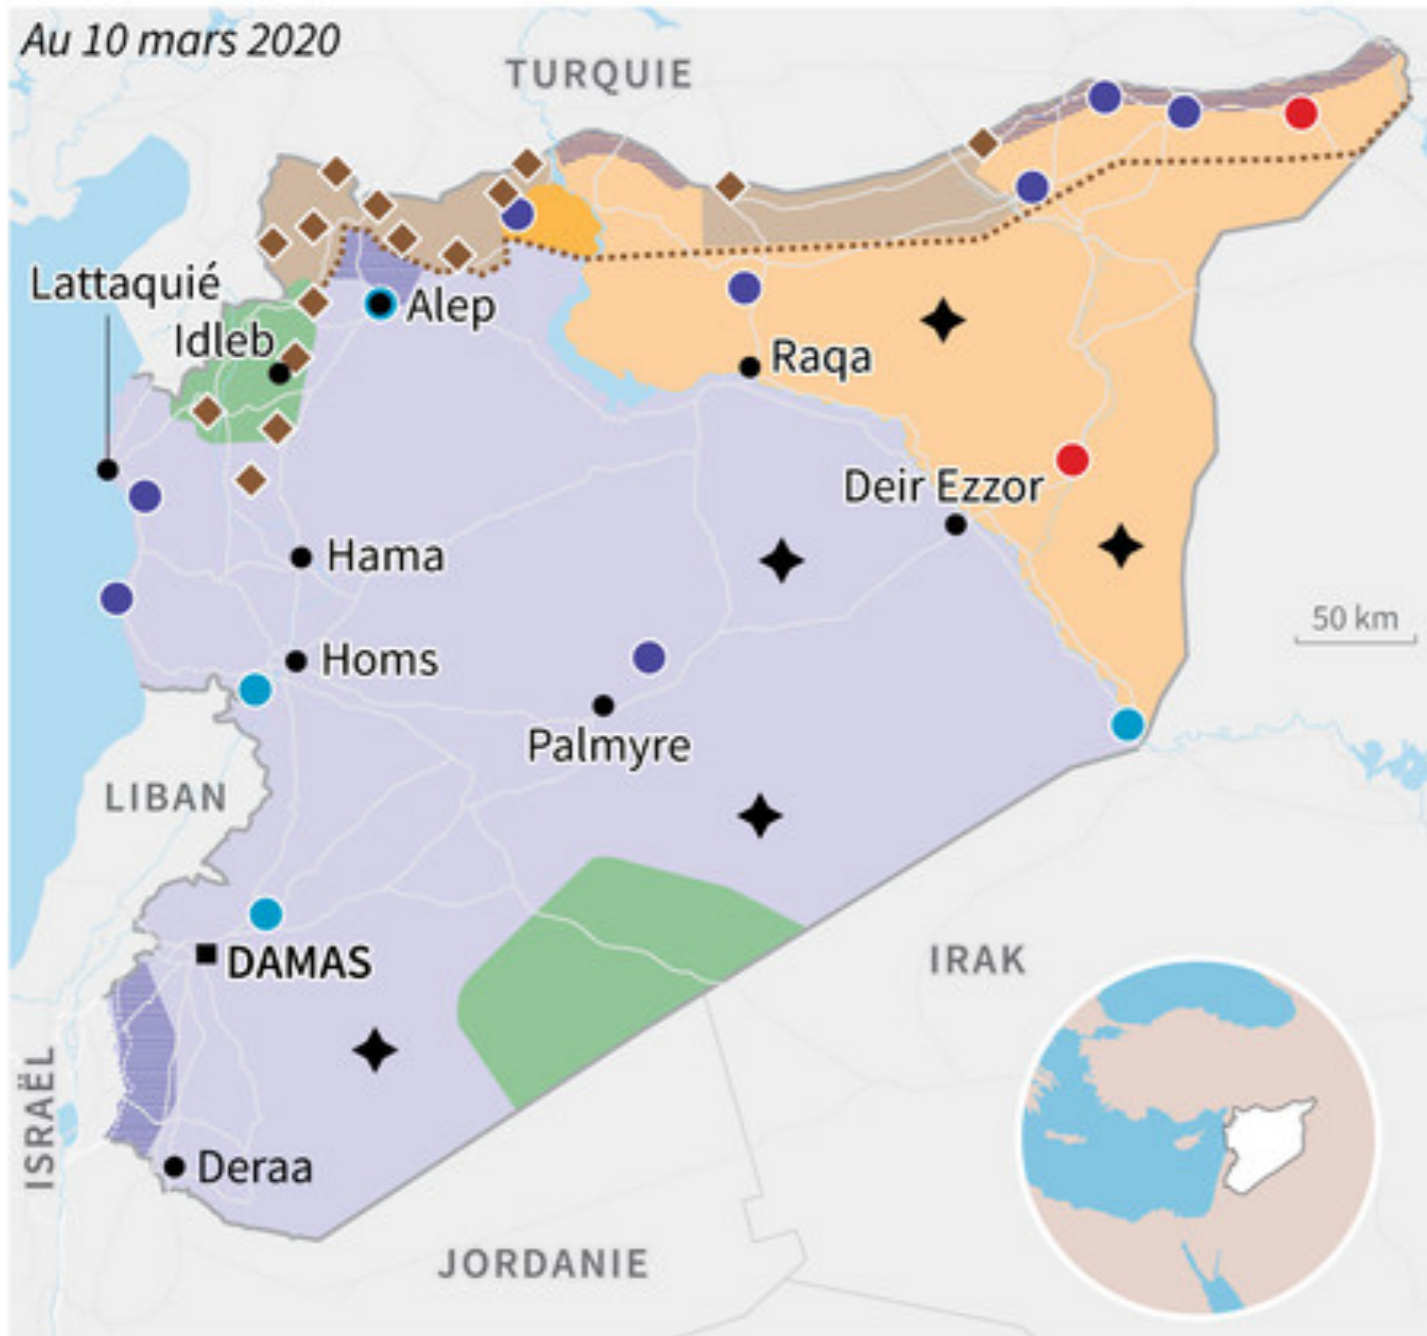 Au 10 mars 2020
TURQUIE
Lattaquié
Alep
Idleb
Raqa
Deir Ezzor
Hama
50 km
Homs
Palmyre
LIBAN
DAMAS
IRAK
ISRAËL
Deraa
JORDANIE